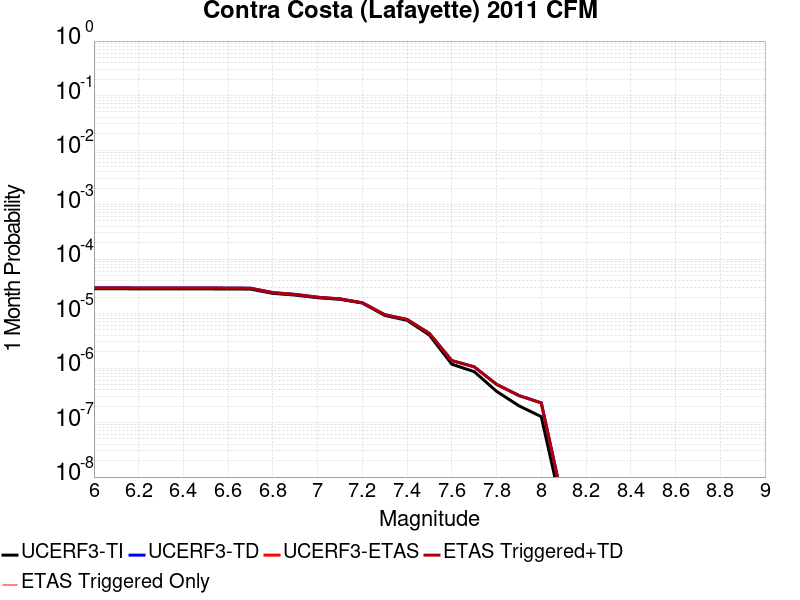 Contra Costa (Lafayette) 2011 CFM
1 Month Probability
10^0
10^-1
10^-2
10^-3
10^-4
10^-5
10^-6
10^-7
10^-8
6 6.2 6.4 6.6 6.8 7 7.2 7.4 7.6 7.8 8 8.2 8.4 8.6 8.8 9
Magnitude
UCERF3-TI UCERF3-TD UCERF3-ETAS ETAS Triggered+TD
ETAS Triggered Only